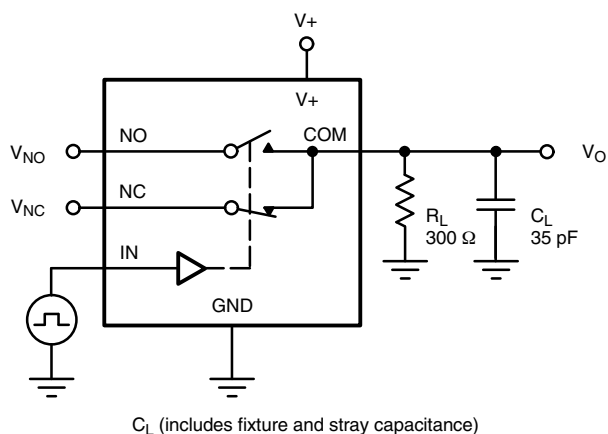 V+
V+
NO
COM
V_NO
V_O
NC
V_NC
R_L
300 Ω
C_L
35 pF
IN
GND
C_L (includes fixture and stray capacitance)